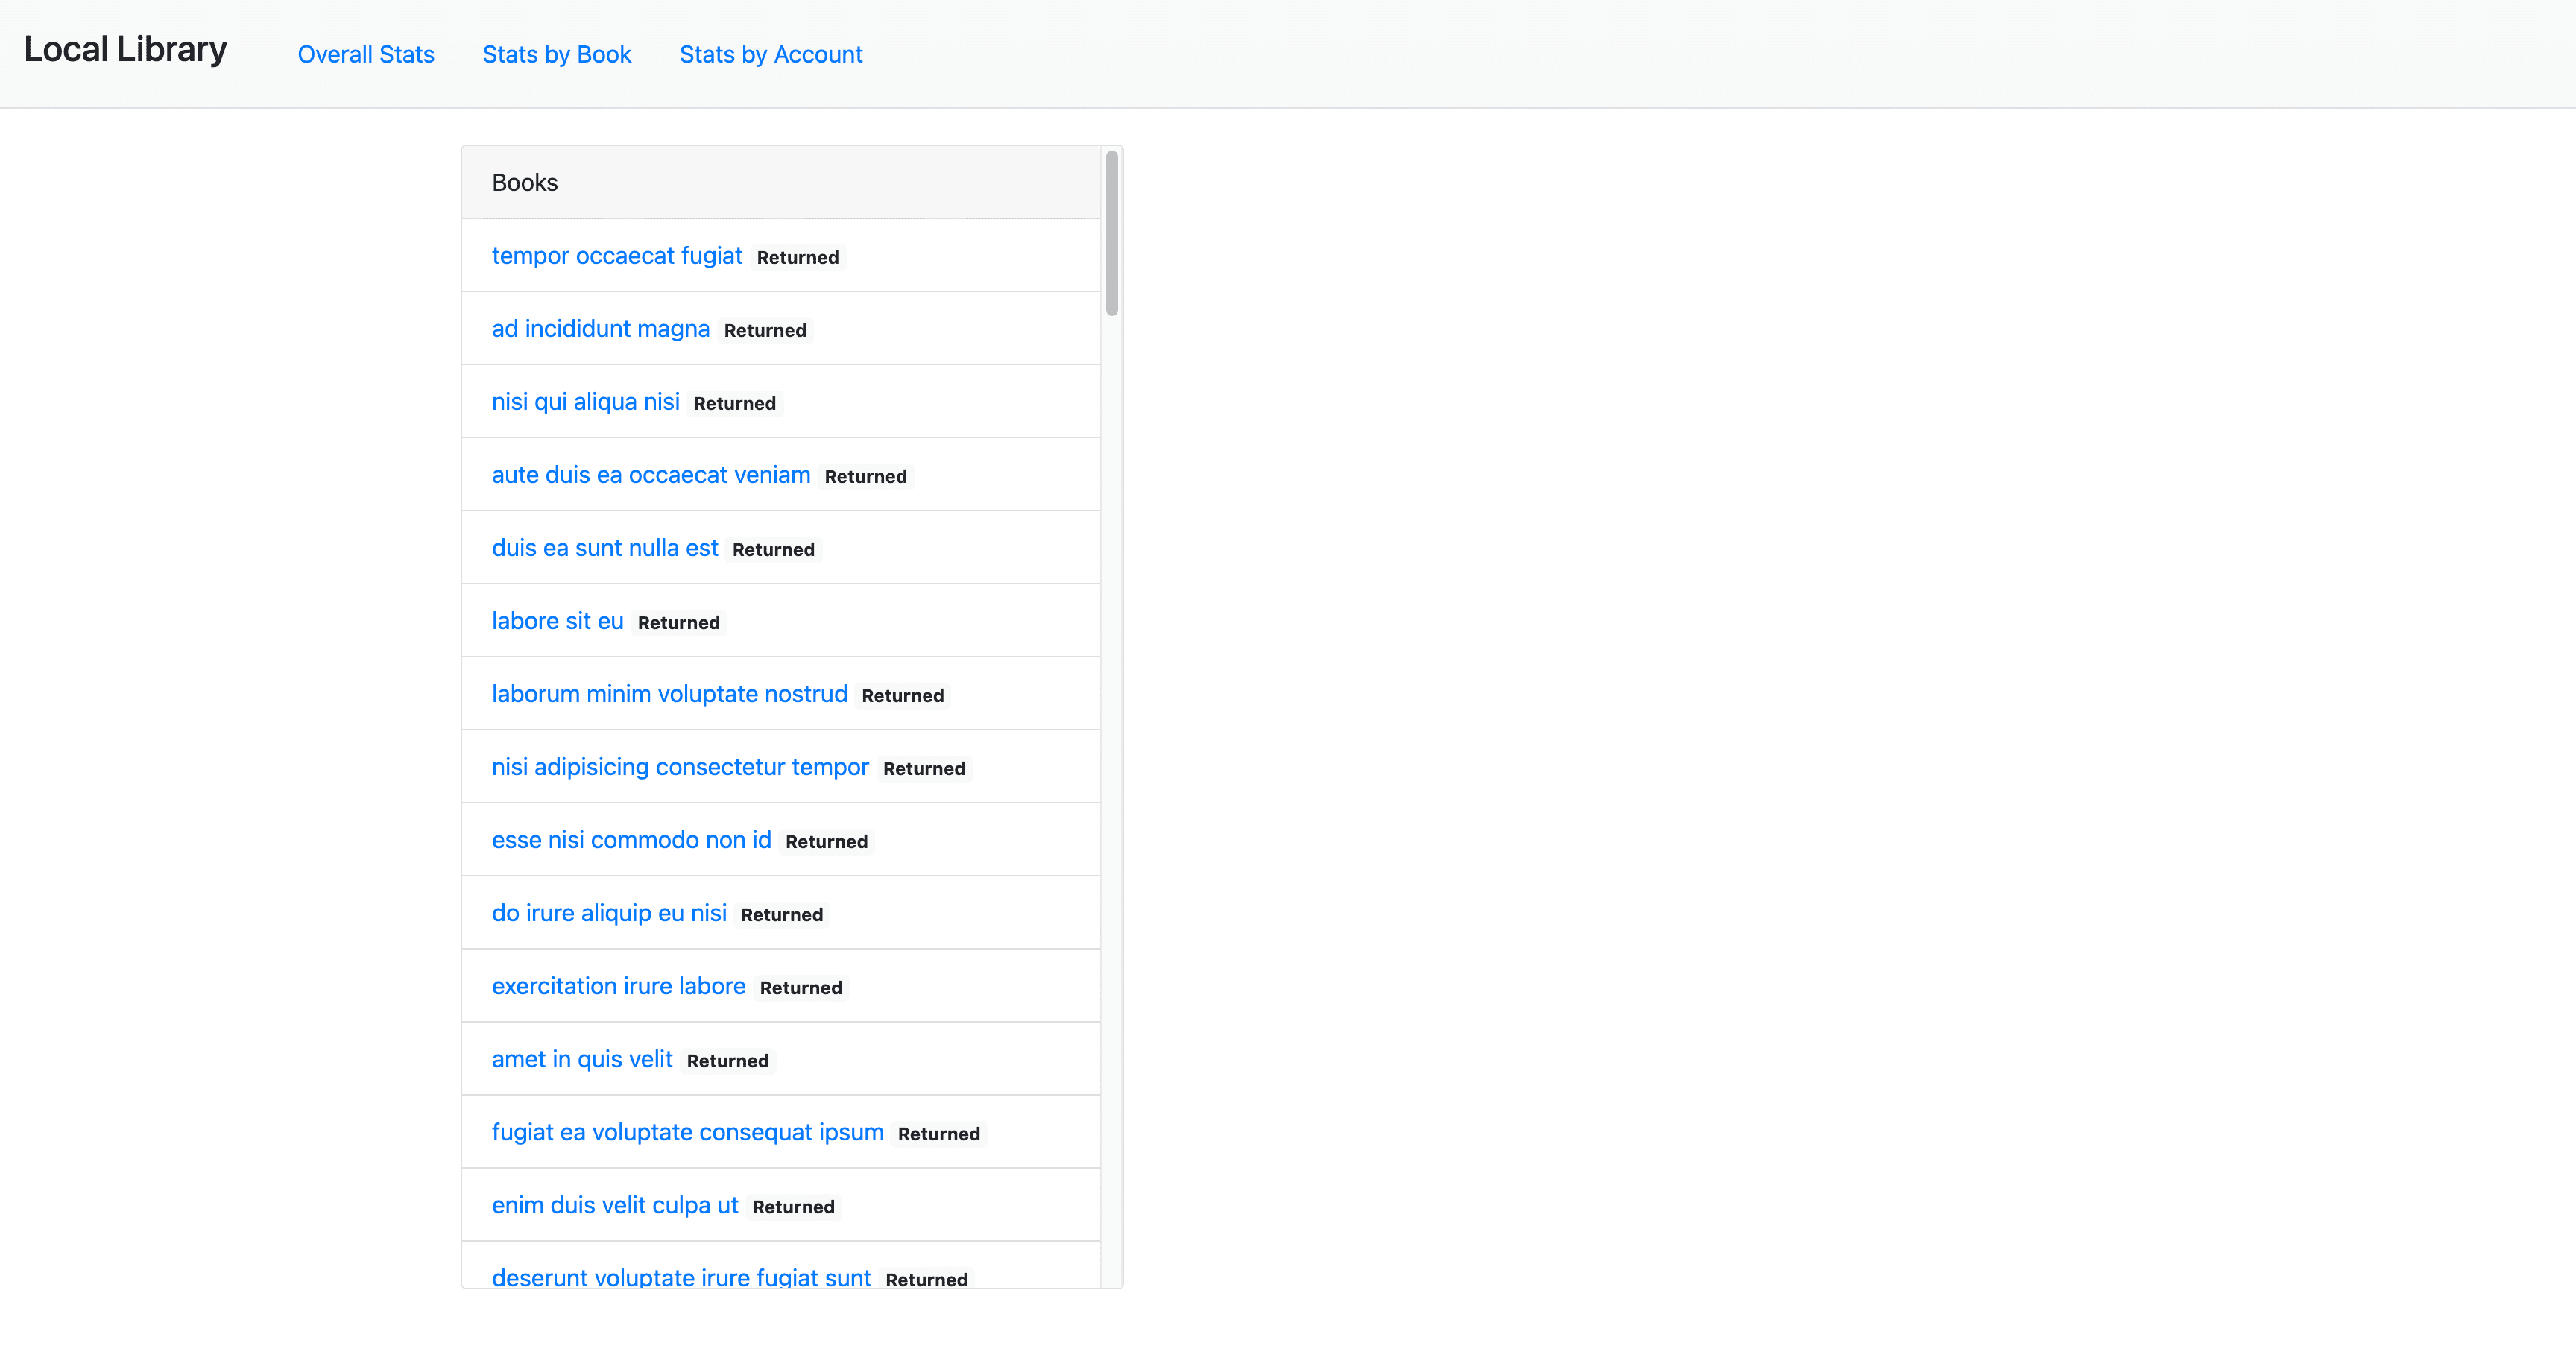 Local Library Overall Stats Stats by Book Stats by Account
Books
tempor occaecat fugiat Returned
ad incididunt magna Returned
nisi qui aliqua nisi Returned
aute duis ea occaecat veniam Returned
duis ea sunt nulla est Returned
labore sit eu Returned
laborum minim voluptate nostrud Returned
nisi adipisicing consectetur tempor Returned
esse nisi commodo non id Returned
do irure aliquip eu nisi Returned
exercitation irure labore Returned
amet in quis velit Returned
fugiat ea voluptate consequat ipsum Returned
enim duis velit culpa ut Returned
deserunt voluptate irure fugiat sunt Returned